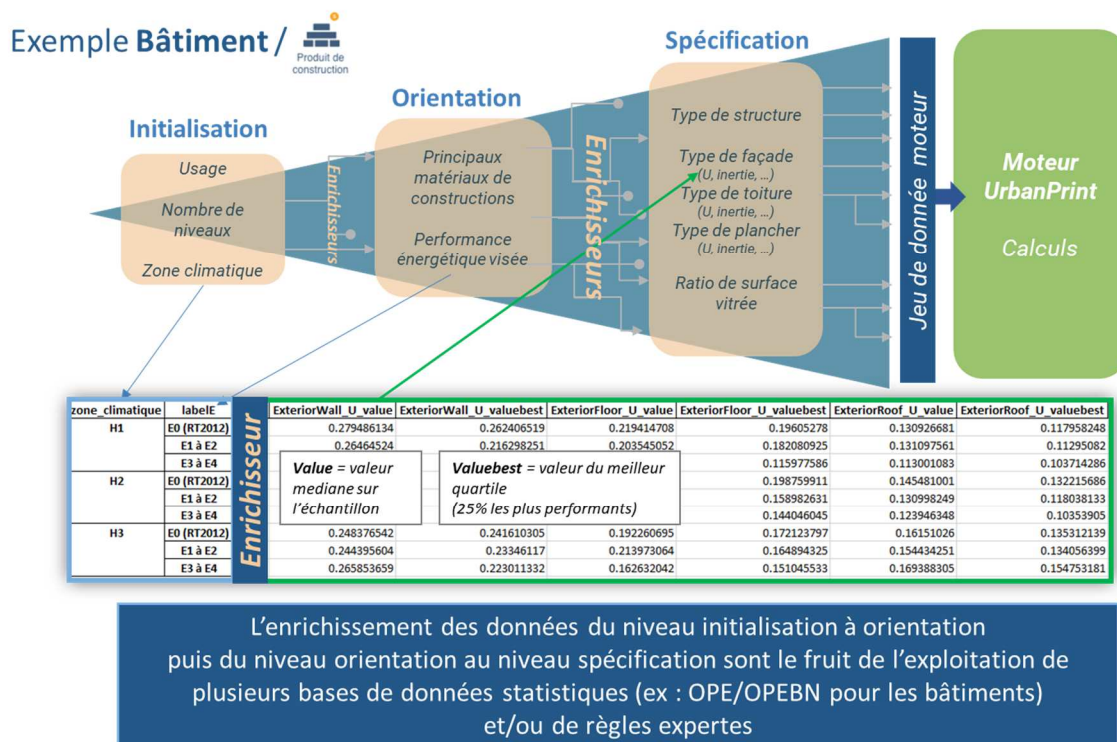 Exemple Bâtiment /
Produit de
construction
Initialisation
Usage
Nombre de
niveaux
Zone climatique
Enrichisseurs
Orientation
Principaux
matériaux de
constructions
Performance
énergétique visée
Enrichisseurs
Spécification
Type de structure
Type de façade
(U, inertie, ...)
Type de toiture
(U, inertie, ...)
Type de plancher
(U, inertie, ...)
Ratio de surface
vitrée
Jeu de donnée moteur
Moteur
UrbanPrint
Calculs
zone_climatique labelE ExteriorWall_U_value ExteriorWall_U_valuebest ExteriorFloor_U_value ExteriorFloor_U_valuebest ExteriorRoof_U_value ExteriorRoof_U_valuebest
H1 E0 (RT2012) 0.279486134 0.262406519 0.219414708 0.19605278 0.130926681 0.117958248
E1 à E2 0.26464524 0.216298251 0.203545052 0.182080925 0.131097561 0.11295082
E3 à E4 0.115977586 0.113001083 0.103714286
H2 E0 (RT2012) 0.198759911 0.145481001 0.132215686
E1 à E2 0.158982631 0.130998249 0.118038133
E3 à E4 0.144046045 0.123946348 0.10353905
H3 E0 (RT2012) 0.248376542 0.241610305 0.192260695 0.172123797 0.16151026 0.135312139
E1 à E2 0.244395604 0.23346117 0.213973064 0.164894325 0.154434251 0.134056399
E3 à E4 0.265853659 0.223011332 0.162632042 0.151045533 0.169388305 0.154753181
Enrichisseur
Value = valeur
mediane sur
l'échantillon
Valuebest = valeur du meilleur
quartile
(25% les plus performants)
L'enrichissement des données du niveau initialisation à orientation
puis du niveau orientation au niveau spécification sont le fruit de l'exploitation de
plusieurs bases de données statistiques (ex : OPE/OPEBN pour les bâtiments)
et/ou de règles expertes